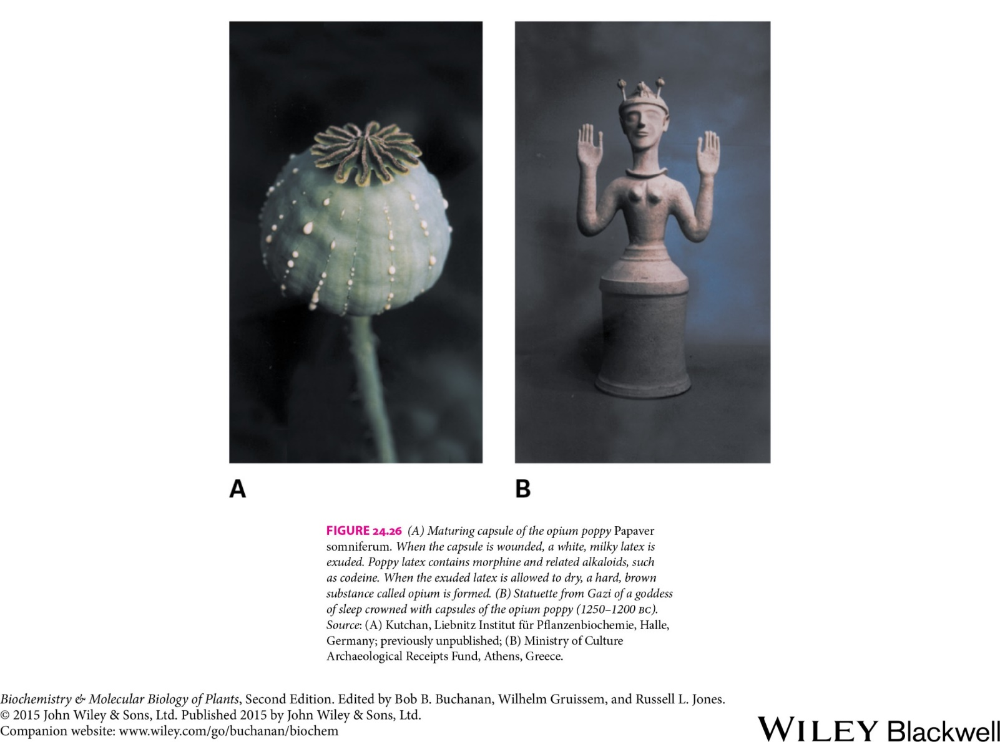 A
B
FIGURE 24.26 (A) Maturing capsule of the opium poppy Papaver
somniferum. When the capsule is wounded, a white, milky latex is
exuded. Poppy latex contains morphine and related alkaloids, such
as codeine. When the exuded latex is allowed to dry, a hard, brown
substance called opium is formed. (B) Statuette from Gazi of a goddess
of sleep crowned with capsules of the opium poppy (1250–1200 BC).
Source: (A) Kutchan, Liebnitz Institut für Pflanzenbiochemie, Halle,
Germany; previously unpublished; (B) Ministry of Culture
Archaeological Receipts Fund, Athens, Greece.
Biochemistry & Molecular Biology of Plants, Second Edition. Edited by Bob B. Buchanan, Wilhelm Gruissem, and Russell L. Jones.
© 2015 John Wiley & Sons, Ltd. Published 2015 by John Wiley & Sons, Ltd.
Companion website: www.wiley.com/go/buchanan/biochem
WILEY Blackwell